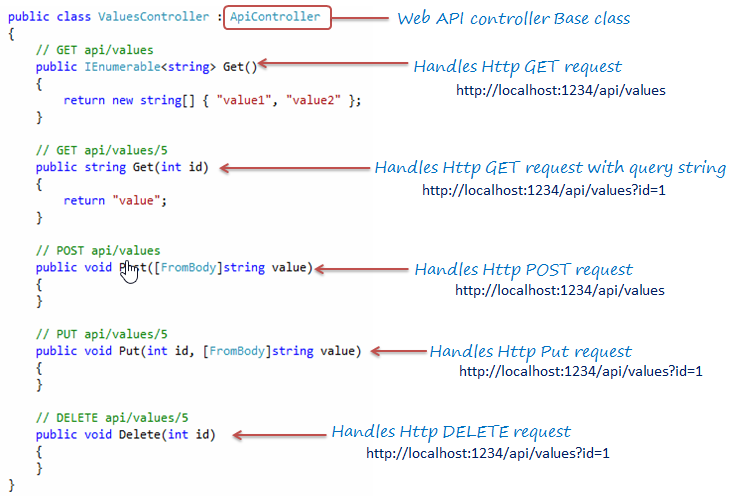 public class ValuesController : ApiController Web API controller Base class
{
// GET api/values
public IEnumerable<string> Get() Handles Http GET request
{ http://localhost:1234/api/values
return new string[] { "value1", "value2" };
}
// GET api/values/5
public string Get(int id) Handles Http GET request with query string
{ http://localhost:1234/api/values?id=1
return "value";
}
// POST api/values
public void Post([FromBody]string value) Handles Http POST request
{ http://localhost:1234/api/values
}
// PUT api/values/5
public void Put(int id, [FromBody]string value) Handles Http Put request
{ http://localhost:1234/api/values?id=1
}
// DELETE api/values/5
public void Delete(int id) Handles Http DELETE request
{ http://localhost:1234/api/values?id=1
}
}